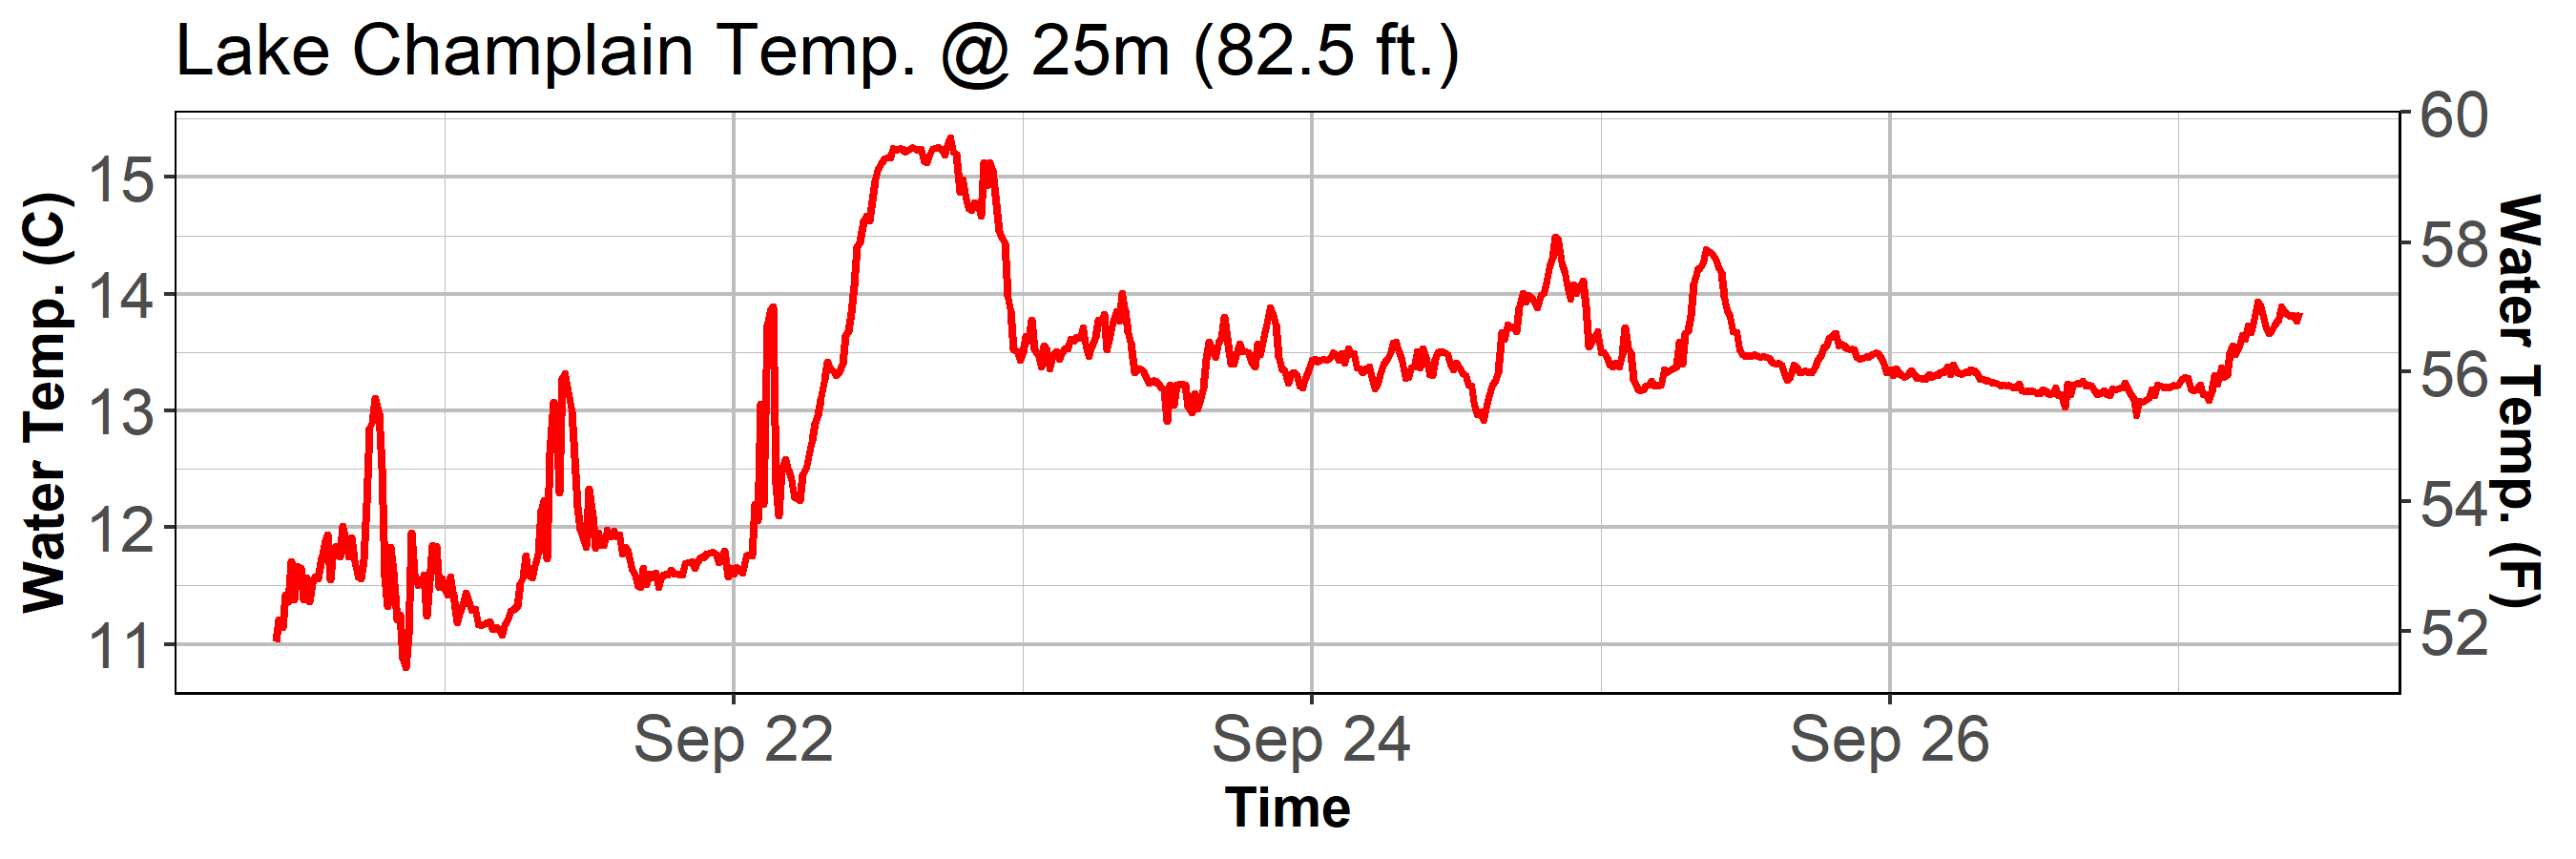 Lake Champlain Temp. @ 25m (82.5 ft.)
Water Temp. (C)
15
14
13
12
11
60
58
56
54
52
Water Temp. (F)
Sep 22
Sep 24
Sep 26
Time